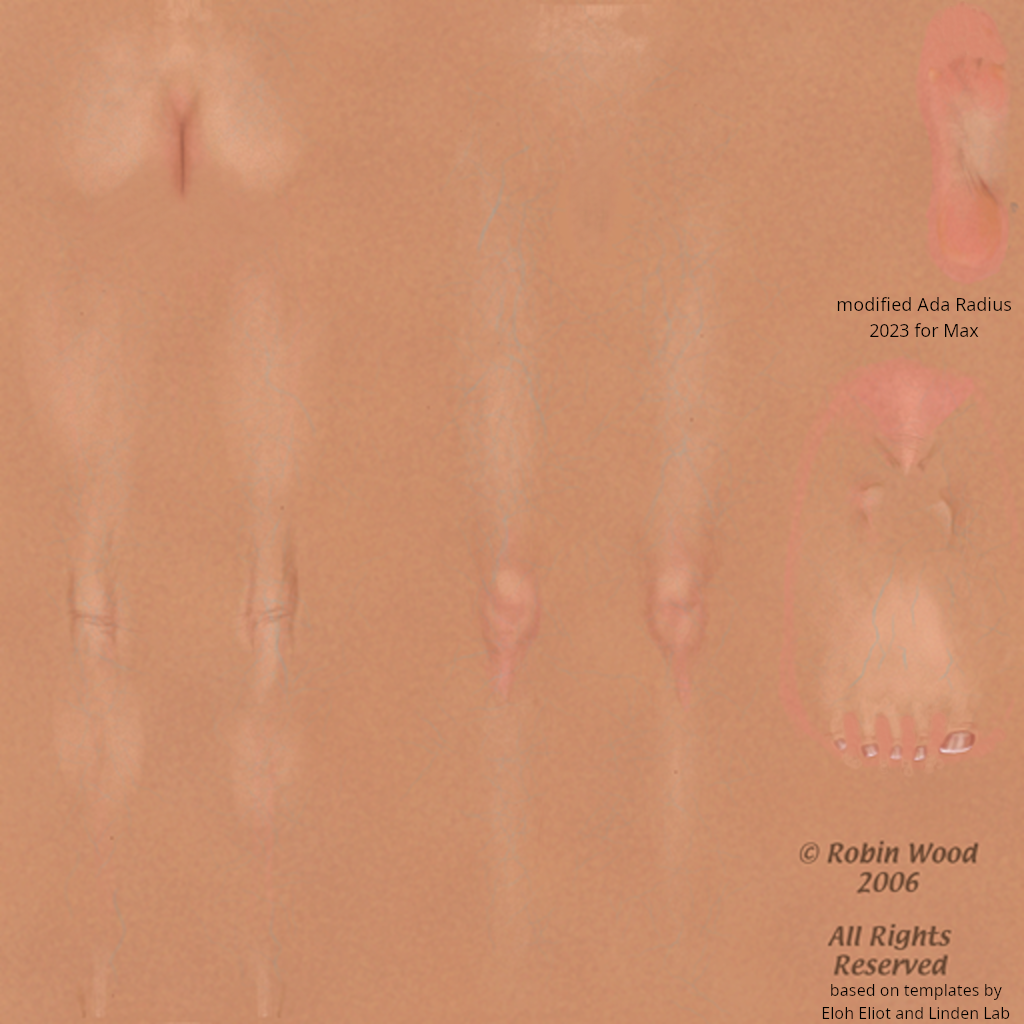 modified Ada Radius
2023 for Max
© Robin Wood
2006
All Rights
Reserved
based on templates by
Eloh Eliot and Linden Lab